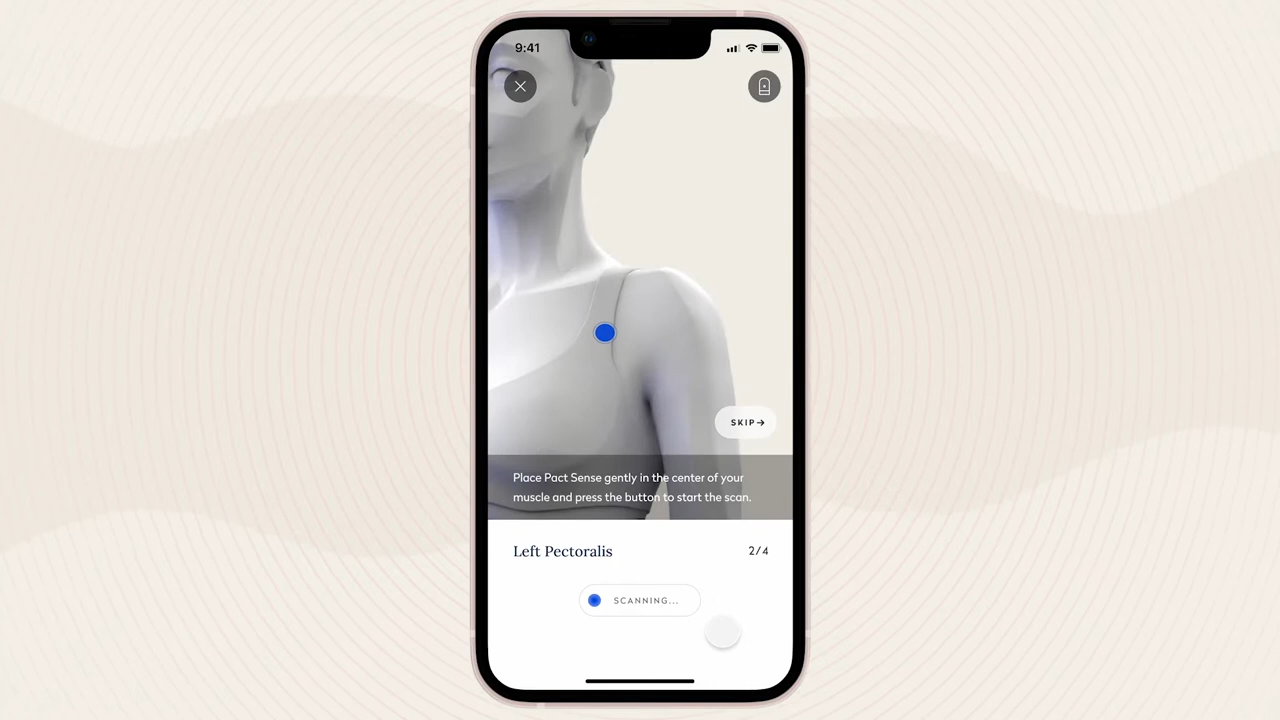 9:41
SKIP→
Place Pact Sense gently in the center of your
muscle and press the button to start the scan.
Left Pectoralis
2/4
SCANNING...